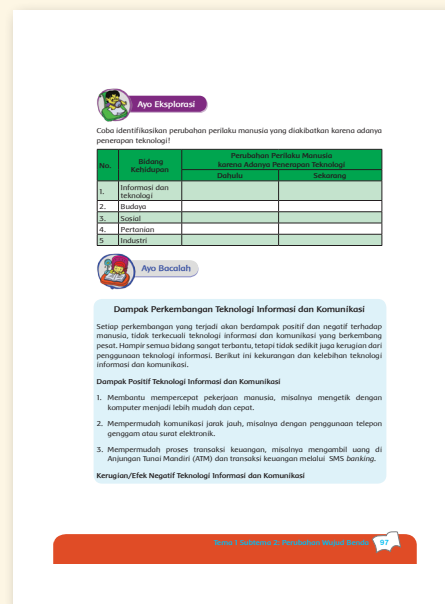 Ayo Eksplorasi
Coba identifikasikan perubahan perilaku manusia yang diakibatkan karena adanya
penerapan teknologi!
No. Bidang Kehidupan Perubahan Perilaku Manusia karena Adanya Penerapan Teknologi
Dahulu Sekarang
1. Informasi dan teknologi
2. Budaya
3. Sosial
4. Pertanian
5 Industri
Ayo Bacalah
Dampak Perkembangan Teknologi Informasi dan Komunikasi
Setiap perkembangan yang terjadi akan berdampak positif dan negatif terhadap
manusia, tidak terkecuali teknologi informasi dan komunikasi yang berkembang
pesat. Hampir semua bidang sangat terbantu, tetapi tidak sedikit juga kerugian dari
penggunaan teknologi informasi. Berikut ini kekurangan dan kelebihan teknologi
informasi dan komunikasi.
Dampak Positif Teknologi Informasi dan Komunikasi
1. Membantu mempercepat pekerjaan manusia, misalnya mengetik dengan
komputer menjadi lebih mudah dan cepat.
2. Mempermudah komunikasi jarak jauh, misalnya dengan penggunaan telepon
genggam atau surat elektronik.
3. Mempermudah proses transaksi keuangan, misalnya mengambil uang di
Anjungan Tunai Mandiri (ATM) dan transaksi keuangan melalui SMS banking.
Kerugian/Efek Negatif Teknologi Informasi dan Komunikasi
Tema 1 Subtema 2: Perubahan Wujud Benda 97